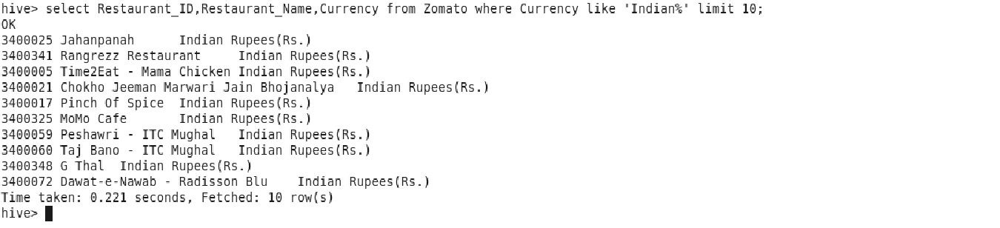 hive> select Restaurant_ID,Restaurant_Name,Currency from Zomato where Currency like 'Indian%' limit 10;
OK
3400025 Jahanpanah      Indian Rupees(Rs.)
3400341 Rangrezz Restaurant     Indian Rupees(Rs.)
3400005 Time2Eat - Mama Chicken Indian Rupees(Rs.)
3400021 Chokho Jeeman Marwari Jain Bhojanalya   Indian Rupees(Rs.)
3400017 Pinch Of Spice  Indian Rupees(Rs.)
3400325 MoMo Cafe       Indian Rupees(Rs.)
3400059 Peshawri - ITC Mughal   Indian Rupees(Rs.)
3400060 Taj Bano - ITC Mughal   Indian Rupees(Rs.)
3400348 G Thal  Indian Rupees(Rs.)
3400072 Dawat-e-Nawab - Radisson Blu    Indian Rupees(Rs.)
Time taken: 0.221 seconds, Fetched: 10 row(s)
hive>